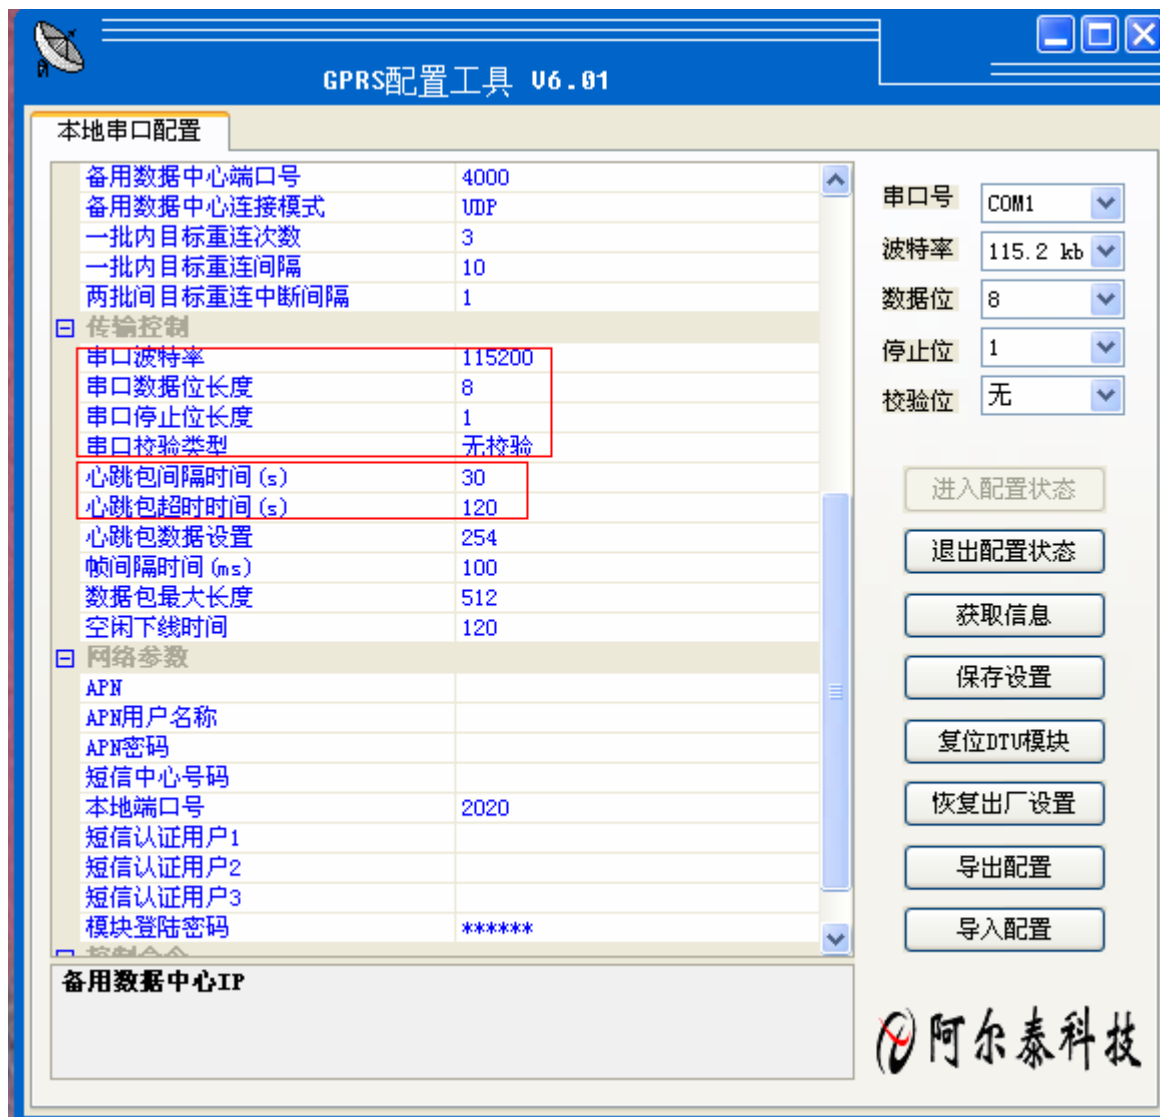 GPRS配置工具 V6.01
本地串口配置
备用数据中心端口号 4000
备用数据中心连接模式 UDP
一批内目标重连次数 3
一批内目标重连间隔 10
两批间目标重连中断间隔 1
传输控制
串口波特率 115200
串口数据位长度 8
串口停止位长度 1
串口校验类型 无校验
心跳包间隔时间(s) 30
心跳包超时时间(s) 120
心跳包数据设置 254
帧间隔时间(ms) 100
数据包最大长度 512
空闲下线时间 120
网络参数
APN
APN用户名称
APN密码
短信中心号码
本地端口号 2020
短信认证用户1
短信认证用户2
短信认证用户3
模块登陆密码 ******
控制命令
备用数据中心IP
串口号 COM1
波特率 115.2 kb
数据位 8
停止位 1
校验位 无
进入配置状态
退出配置状态
获取信息
保存设置
复位DTU模块
恢复出厂设置
导出配置
导入配置
阿尔泰科技